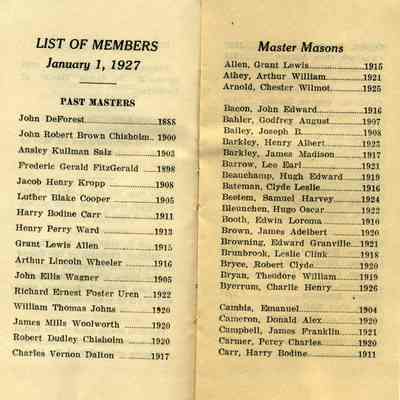 LIST OF MEMBERS
January 1, 1927
PAST MASTERS
John DeForest 1888
John Robert Brown Chisholm 1900
Ansley Kullman Salz 1903
Frederic Gerald FitzGerald 1898
Jacob Henry Kropp 1908
Luther Blake Cooper 1905
Harry Bodine Carr 1911
Henry Perry Ward 1913
Grant Lewis Allen 1915
Arthur Lincoln Wheeler 1916
John Ellis Wagner 1905
Richard Ernest Foster Uren 1922
William Thomas Johns 1920
James Mills Woolworth 1920
Robert Dudley Chisholm 1920
Charles Vernon Dalton 1917
Master Masons
Allen, Grant Lewis 1915
Athey, Arthur William 1921
Arnold, Chester Wilmot 1925
Bacon, John Edward 1916
Bahler, Godfrey August 1907
Bailey, Joseph B. 1908
Barkley, Henry Albert 1923
Barkley, James Madison 1917
Barrow, Lee Earl 1921
Beauchamp, Hugh Edward 1919
Bateman, Clyde Leslie 1916
Beetem, Samuel Harvey 1924
Bleunchen, Hugo Oscar 1922
Booth, Edwin Lorema 1916
Brown, James Adelbert 1920
Browning, Edward Granville 1921
Brunbrook, Leslie Clink 1918
Bryce, Robert Clyde 1920
Bryan, Theodore William 1919
Byerrum, Charlie Henry 1926
Cambis, Emanuel 1904
Cameron, Donald Alex 1920
Campbell, James Franklin 1921
Carmer, Percy Charles 1920
Carr, Harry Bodine 1911